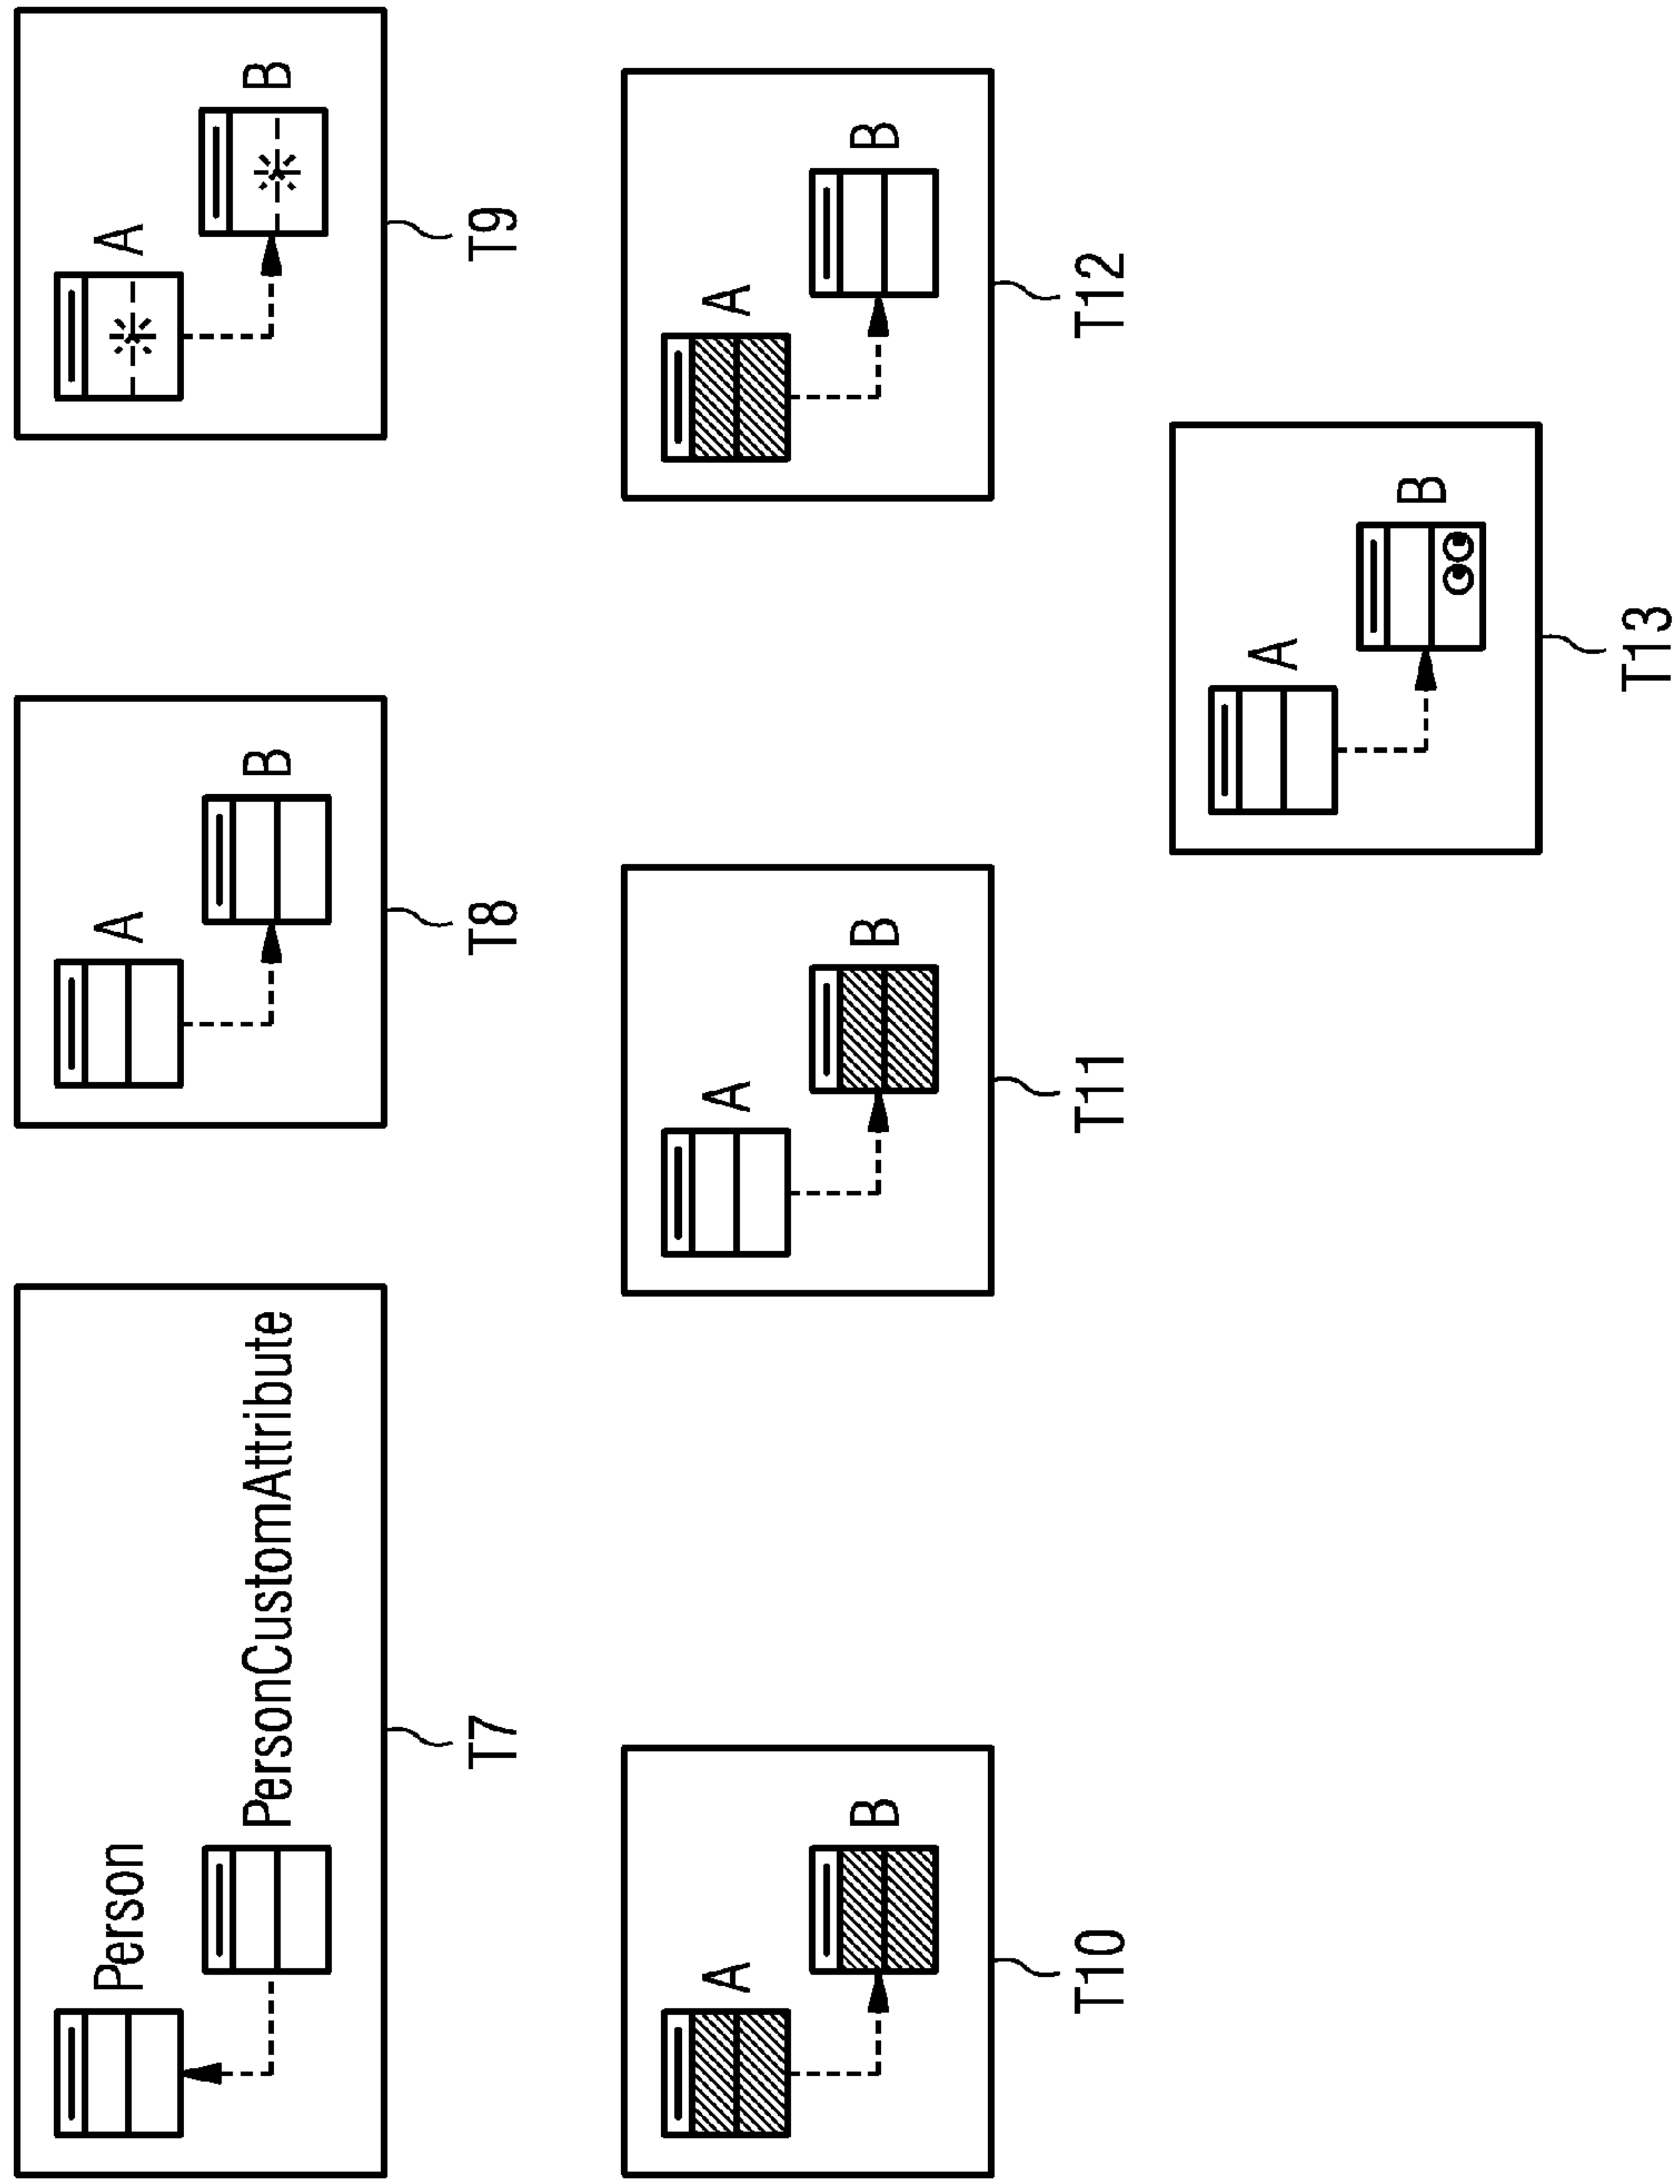 Person
PersonCustomAttribute
T7
A
B
T8
A
B
T9
A
B
T10
A
B
T11
A
B
T12
A
B
T13